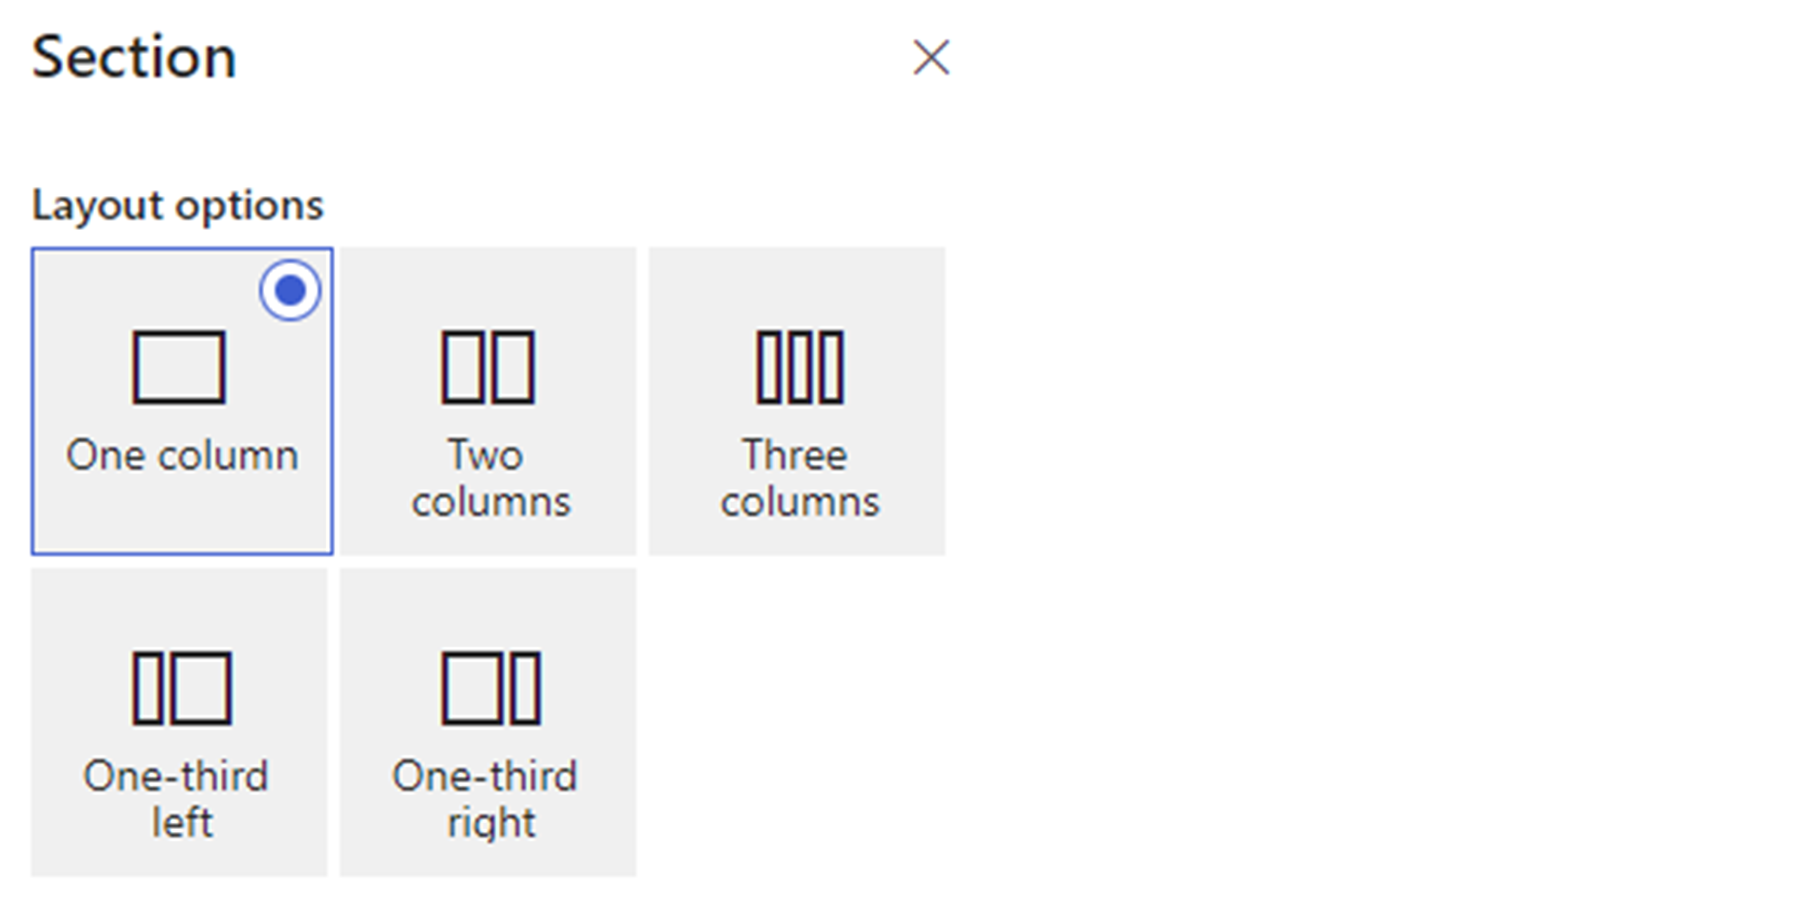 Section
Layout options
One column
Two
columns
Three
columns
One-third
left
One-third
right